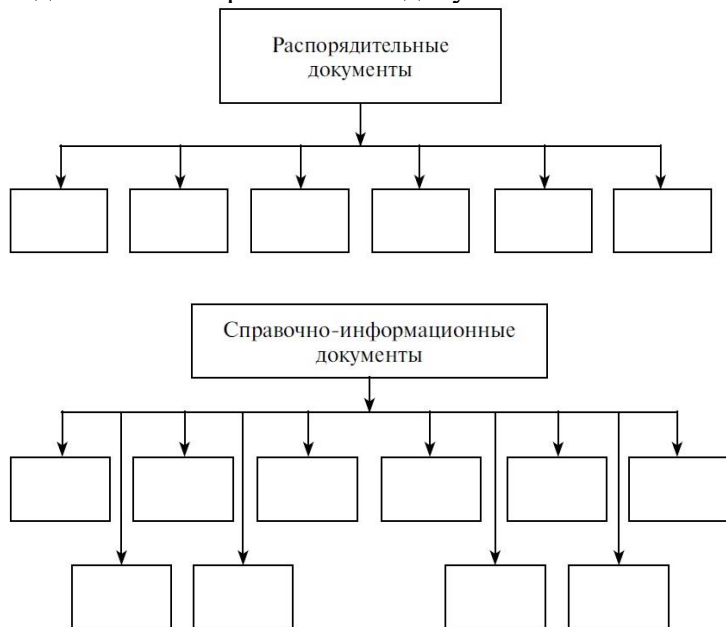 Распорядительные
документы
Справочно-информационные
документы